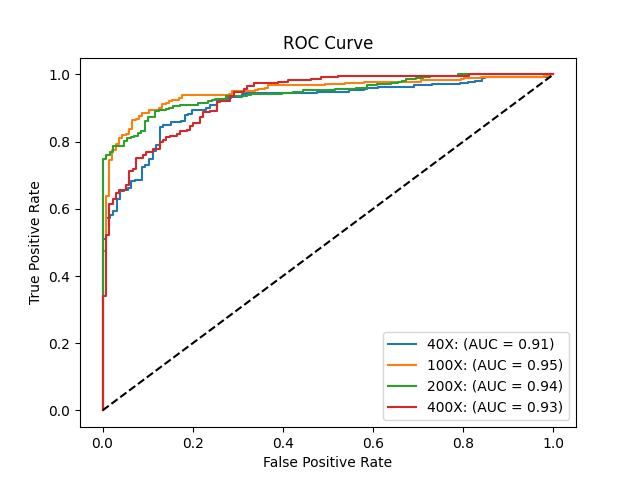 ROC Curve
True Positive Rate
1.0
0.8
0.6
0.4
0.2
0.0
0.0 0.2 0.4 0.6 0.8 1.0
False Positive Rate
40X: (AUC = 0.91)
100X: (AUC = 0.95)
200X: (AUC = 0.94)
400X: (AUC = 0.93)